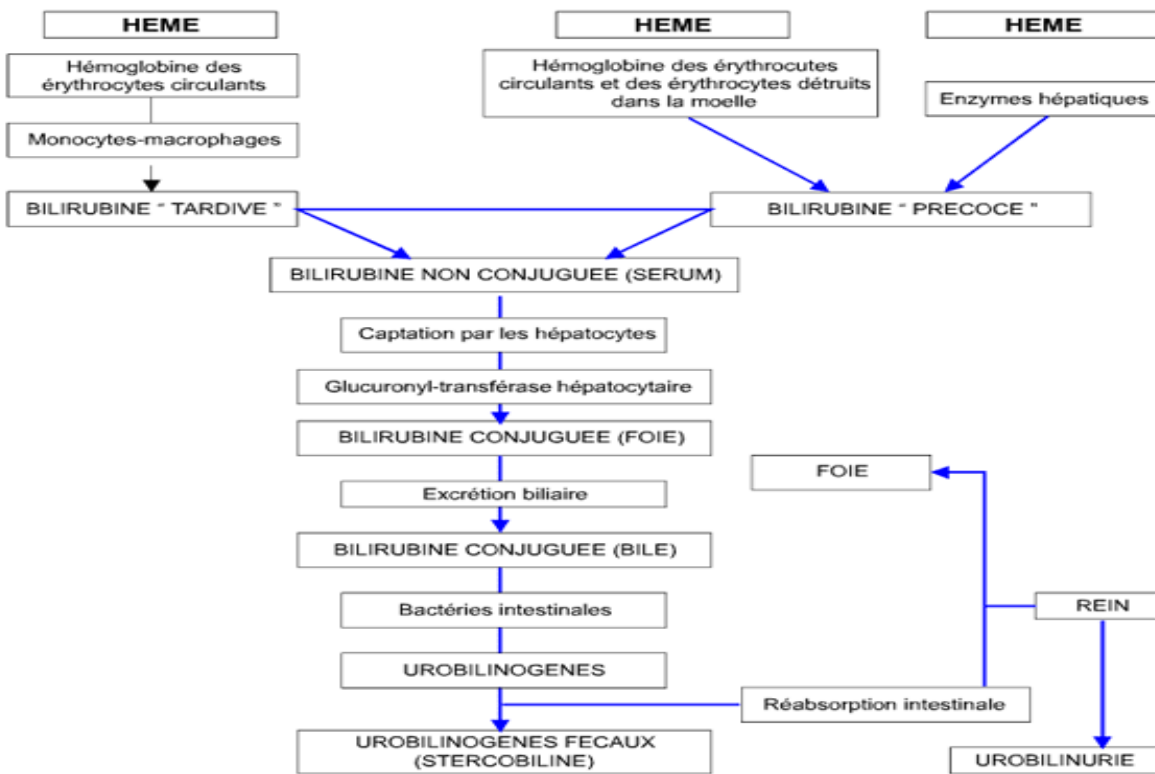 HEME
HEME
HEME
Hémoglobine des
érythrocytes circulants
Hémoglobine des érythrocutes
circulants et des érythrocytes détruits
dans la moelle
Enzymes hépatiques
Monocytes-macrophages
BILIRUBINE " TARDIVE "
BILIRUBINE " PRECOCE "
BILIRUBINE NON CONJUGUEE (SERUM)
Captation par les hépatocytes
Glucuronyl-transférase hépatocytaire
BILIRUBINE CONJUGUEE (FOIE)
FOIE
Excrétion biliaire
BILIRUBINE CONJUGUEE (BILE)
Bactéries intestinales
REIN
UROBILINOGENES
Réabsorption intestinale
UROBILINOGENES FECAUX
(STERCOBILINE)
UROBILINURIE